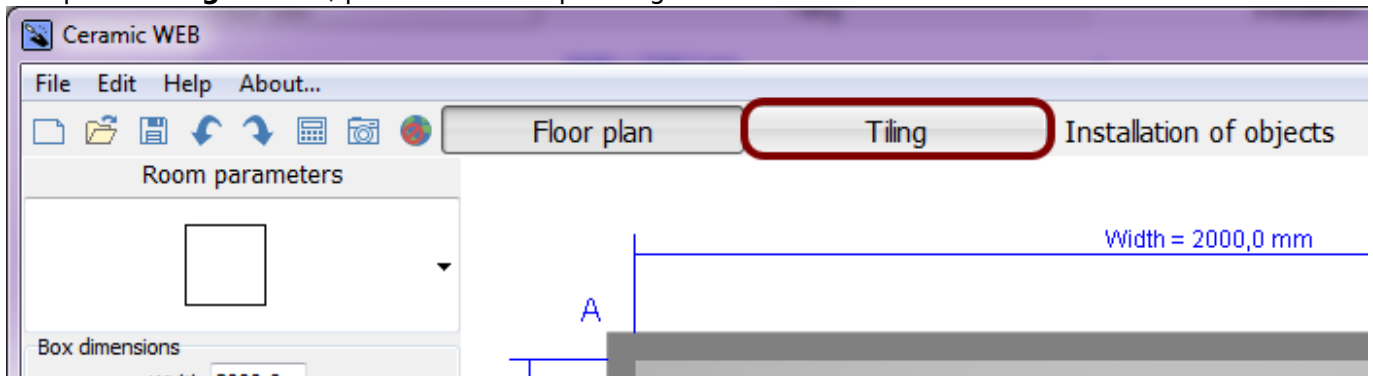 Ceramic WEB
File Edit Help About...
Floor plan Tiling Installation of objects
Room parameters
Width = 2000,0 mm
A
Box dimensions